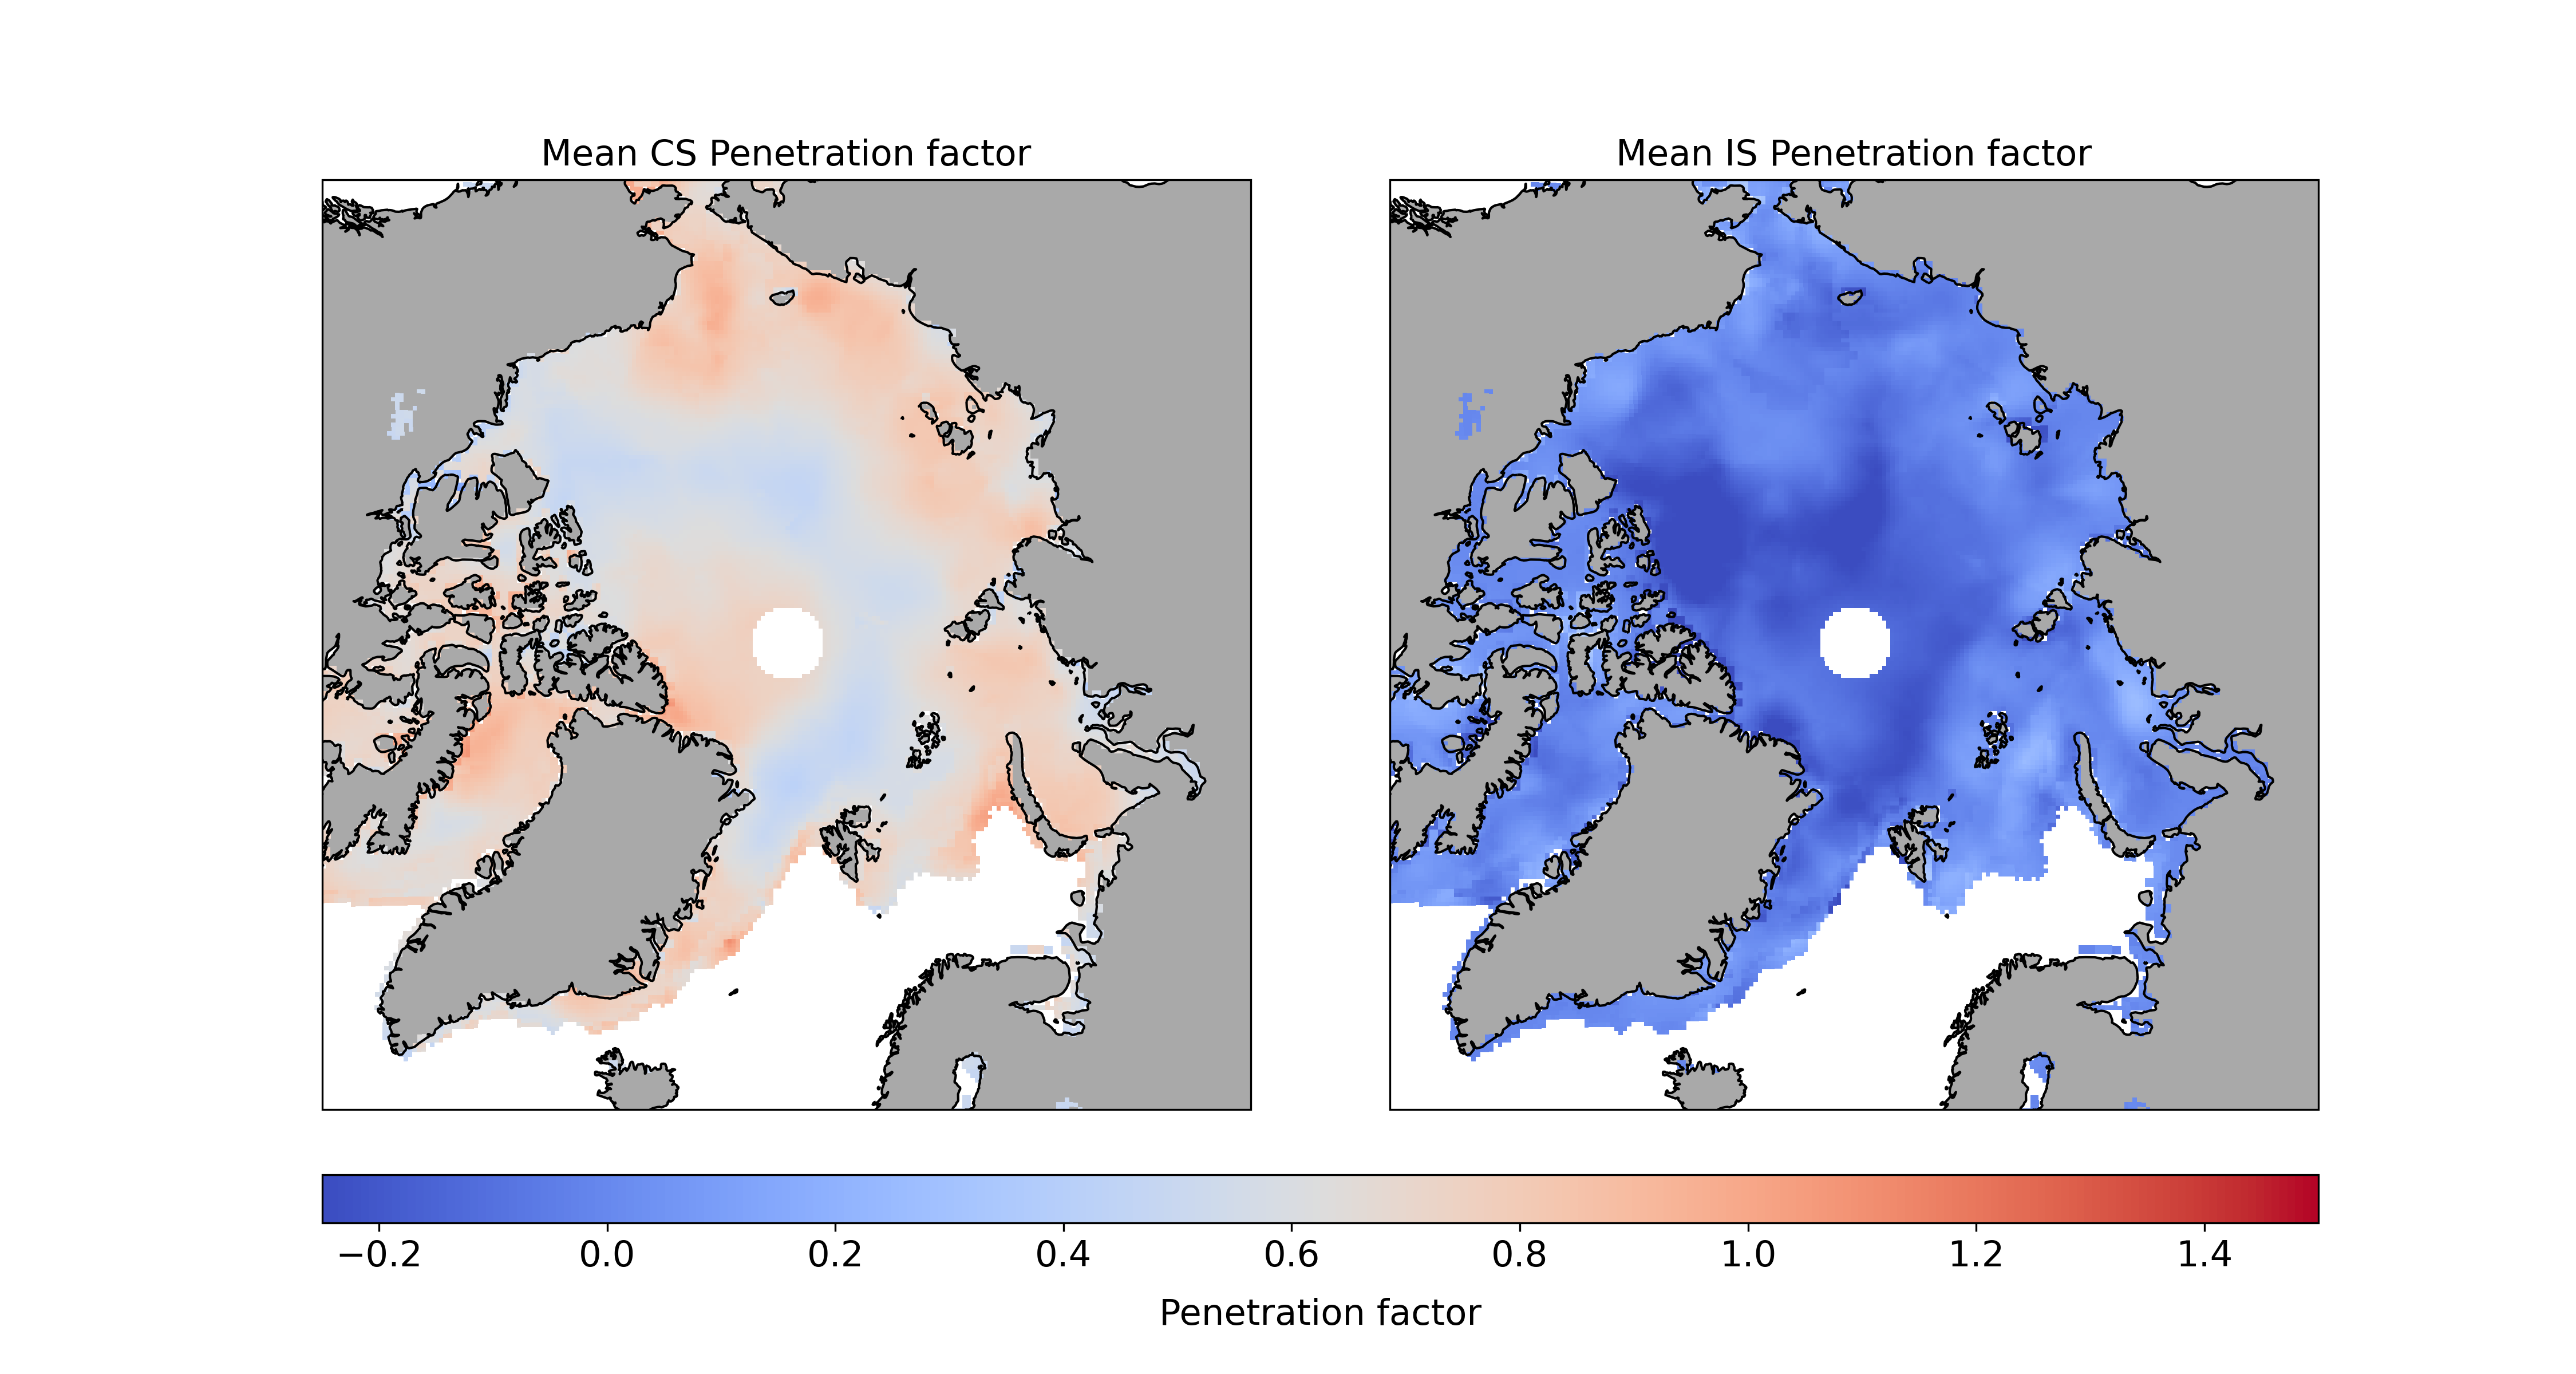 Mean CS Penetration factor
Mean IS Penetration factor
−0.2 0.0 0.2 0.4 0.6 0.8 1.0 1.2 1.4
Penetration factor